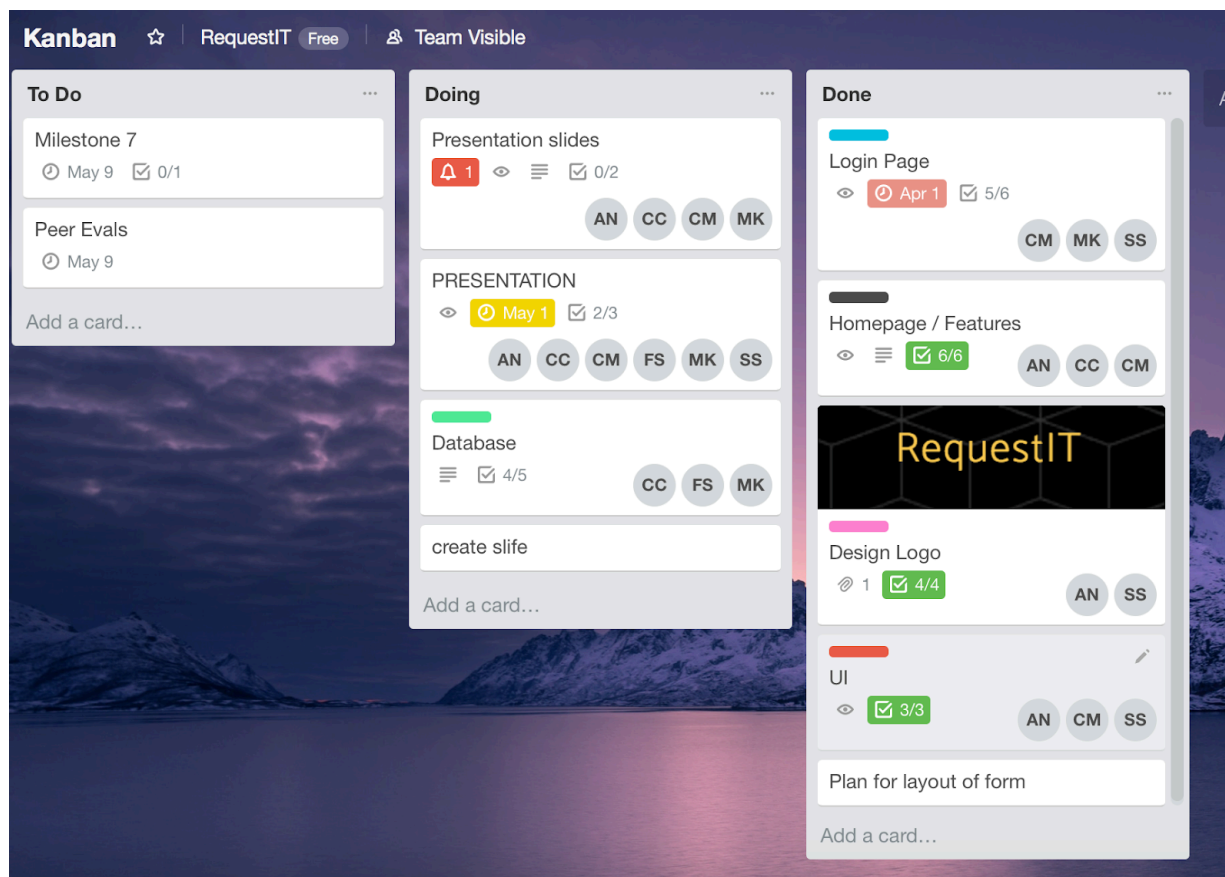 Kanban RequestIT Free Team Visible
To Do
Milestone 7
May 9 0/1
Peer Evals
May 9
Add a card…
Doing
Presentation slides
1 0/2
AN CC CM MK
PRESENTATION
May 1 2/3
AN CC CM FS MK SS
Database
4/5
CC FS MK
create slife
Add a card…
Done
Login Page
Apr 1 5/6
CM MK SS
Homepage / Features
6/6
AN CC CM
RequestIT
Design Logo
1 4/4
AN SS
UI
3/3
AN CM SS
Plan for layout of form
Add a card…